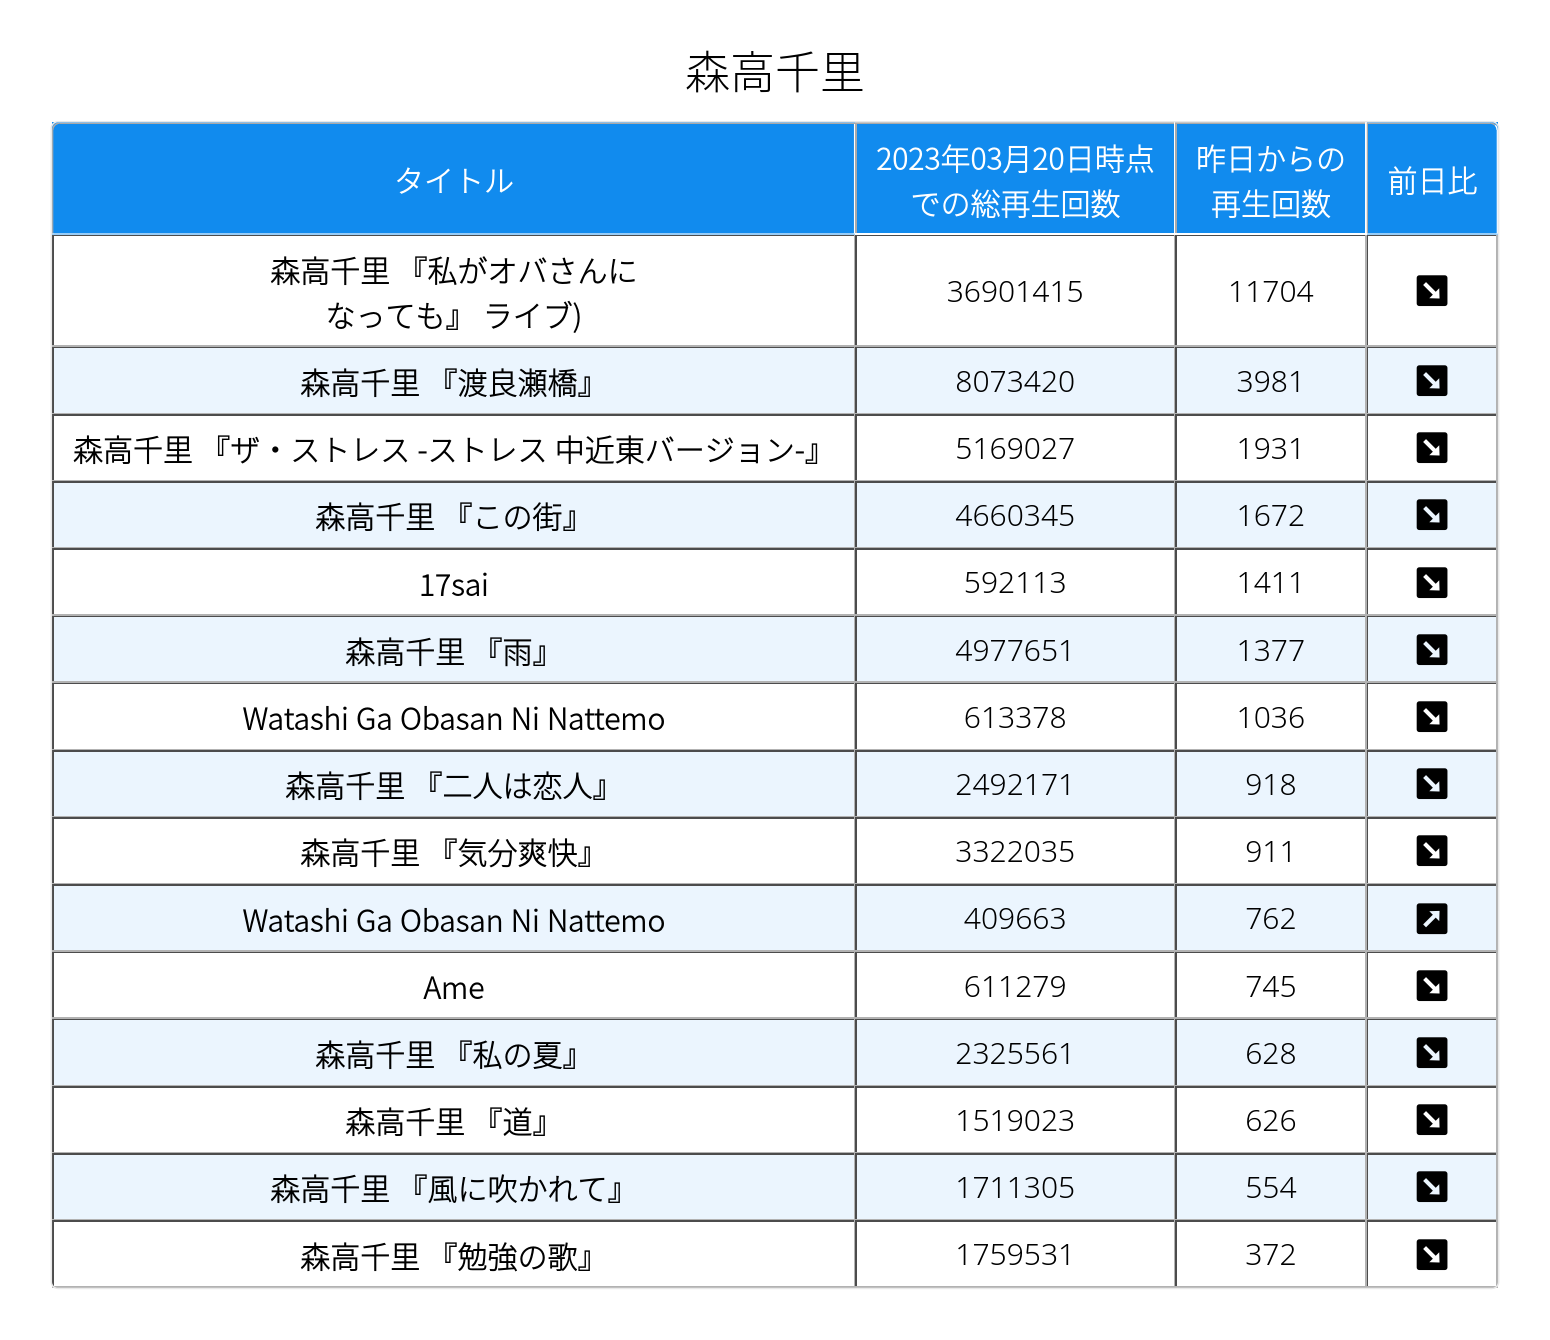 森高千里
タイトル
2023年03月20日時点
での総再生回数
昨日からの
再生回数
前日比
森高千里 『私がオバさんに
なっても』 ライブ)
36901415
11704
森高千里 『渡良瀬橋』
8073420
3981
森高千里 『ザ・ストレス -ストレス 中近東バージョン-』
5169027
1931
森高千里 『この街』
4660345
1672
17sai
592113
1411
森高千里 『雨』
4977651
1377
Watashi Ga Obasan Ni Nattemo
613378
1036
森高千里 『二人は恋人』
2492171
918
森高千里 『気分爽快』
3322035
911
Watashi Ga Obasan Ni Nattemo
409663
762
Ame
611279
745
森高千里 『私の夏』
2325561
628
森高千里 『道』
1519023
626
森高千里 『風に吹かれて』
1711305
554
森高千里 『勉強の歌』
1759531
372